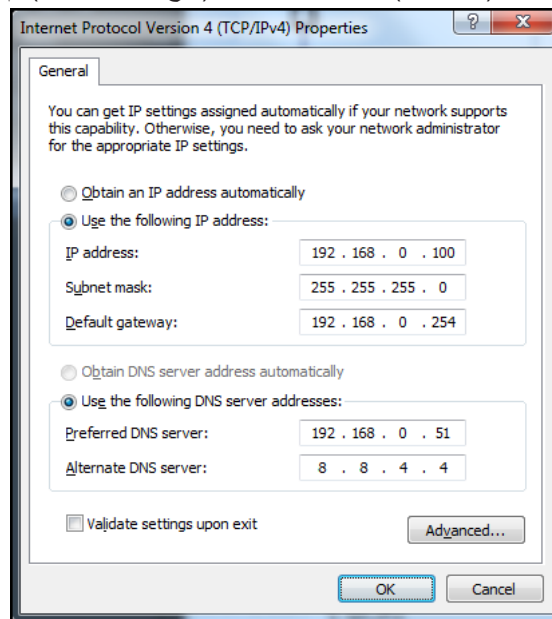 Internet Protocol Version 4 (TCP/IPv4) Properties
General
You can get IP settings assigned automatically if your network supports
this capability. Otherwise, you need to ask your network administrator
for the appropriate IP settings.
Obtain an IP address automatically
Use the following IP address:
IP address: 192 . 168 . 0 . 100
Subnet mask: 255 . 255 . 255 . 0
Default gateway: 192 . 168 . 0 . 254
Obtain DNS server address automatically
Use the following DNS server addresses:
Preferred DNS server: 192 . 168 . 0 . 51
Alternate DNS server: 8 . 8 . 4 . 4
Validate settings upon exit
Advanced...
OK Cancel